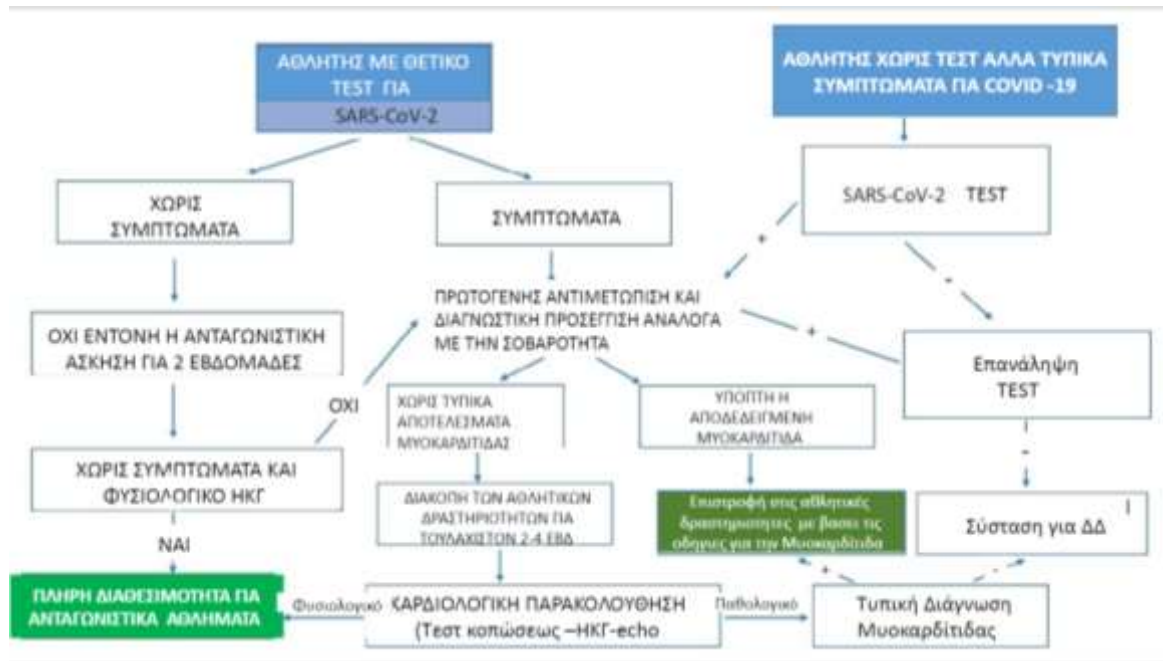 ΑΘΛΗΤΗΣ ΜΕ ΘΕΤΙΚΟ
TEST ΓΙΑ
SARS-CoV-2
ΑΘΛΗΤΗΣ ΧΩΡΙΣ ΤΕΣΤ ΑΛΛΑ ΤΥΠΙΚΑ
ΣΥΜΠΤΩΜΑΤΑ ΓΙΑ COVID -19
ΧΩΡΙΣ
ΣΥΜΠΤΩΜΑΤΑ
ΣΥΜΠΤΩΜΑΤΑ
SARS-CoV-2 TEST
+
-
ΠΡΩΤΟΓΕΝΗΣ ΑΝΤΙΜΕΤΩΠΙΣΗ ΚΑΙ
ΔΙΑΓΝΩΣΤΙΚΗ ΠΡΟΣΕΓΓΙΣΗ ΑΝΑΛΟΓΑ
ΜΕ ΤΗΝ ΣΟΒΑΡΟΤΗΤΑ
ΟΧΙ ΕΝΤΟΝΗ Η ΑΝΤΑΓΩΝΙΣΤΙΚΗ
ΑΣΚΗΣΗ ΓΙΑ 2 ΕΒΔΟΜΑΔΕΣ
+
Επανάληψη
TEST
ΟΧΙ
ΧΩΡΙΣ ΤΥΠΙΚΑ
ΑΠΟΤΕΛΕΣΜΑΤΑ
ΜΥΟΚΑΡΔΙΤΙΔΑΣ
ΥΠΟΠΤΗ Η
ΑΠΟΔΕΔΕΙΓΜΕΝΗ
ΜΥΟΚΑΡΔΙΤΙΔΑ
-
ΧΩΡΙΣ ΣΥΜΠΤΩΜΑΤΑ ΚΑΙ
ΦΥΣΙΟΛΟΓΙΚΟ ΗΚΓ
ΔΙΑΚΟΠΗ ΤΩΝ ΑΘΛΗΤΙΚΩΝ
ΔΡΑΣΤΗΡΙΟΤΗΤΩΝ ΓΙΑ
ΤΟΥΛΑΧΙΣΤΟΝ 2-4 ΕΒΔ
Επιστροφή στις αθλητικές
δραστηριοτητες με βασει τις
οδηγιες για την Μυοκαρδίτιδα
Σύσταση για ΔΔ
ΝΑΙ
+
-
ΠΛΗΡΗ ΔΙΑΘΕΣΙΜΟΤΗΤΑ ΓΙΑ
ΑΝΤΑΓΩΝΙΣΤΙΚΑ ΑΘΛΗΜΑΤΑ
Φυσιολογικό
ΚΑΡΔΙΟΛΟΓΙΚΗ ΠΑΡΑΚΟΛΟΥΘΗΣΗ
(Τεστ κοπώσεως –ΗΚΓ-echo
Παθολογικό
Τυπική Διάγνωση
Μυοκαρδίτιδας